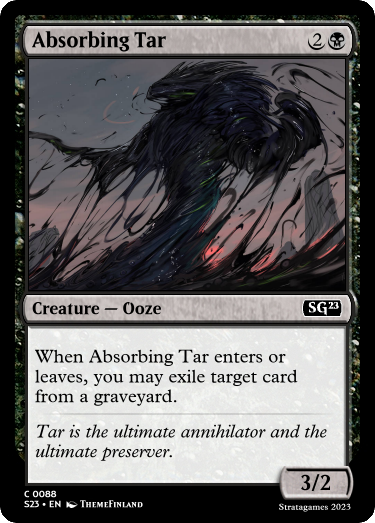 Absorbing Tar 2
Creature — Ooze SG23
When Absorbing Tar enters or
leaves, you may exile target card
from a graveyard.
Tar is the ultimate annihilator and the
ultimate preserver.
3/2
C 0088
S23 • EN ThemeFinland
Stratagames 2023